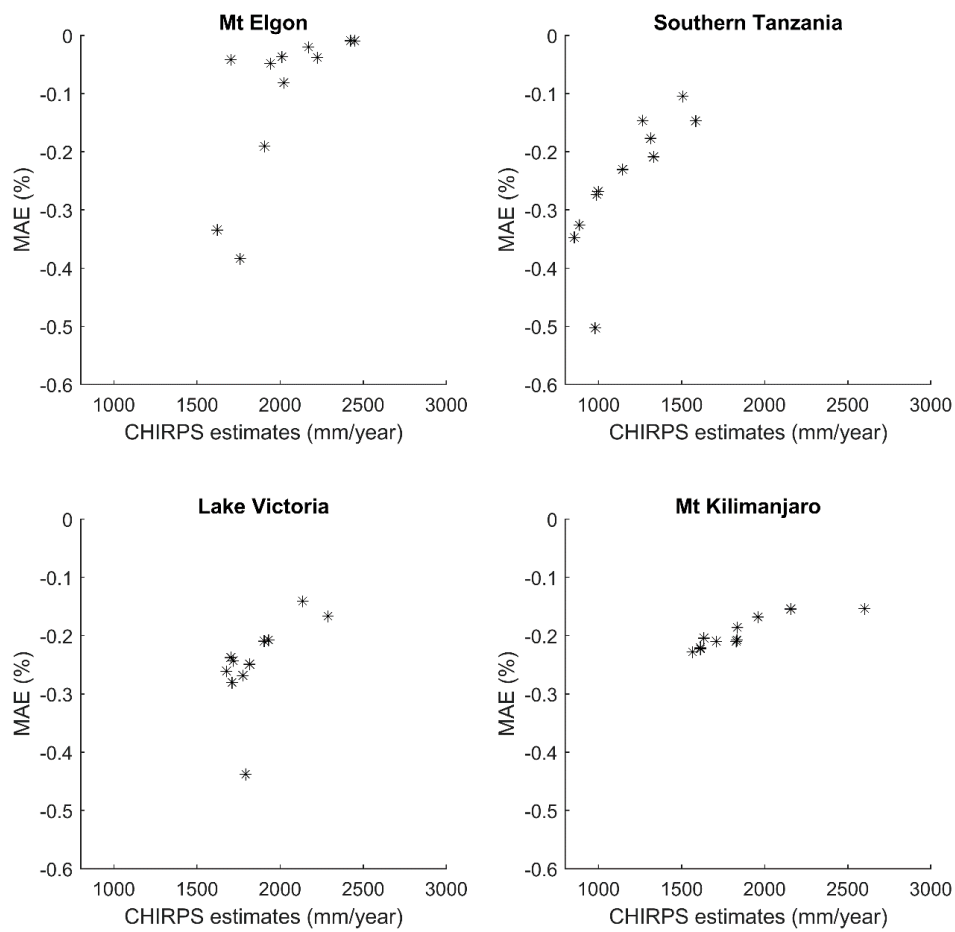 Mt Elgon
0
-0.1
-0.2
-0.3
-0.4
-0.5
-0.6
MAE (%)
1000 1500 2000 2500 3000
CHIRPS estimates (mm/year)
Southern Tanzania
0
-0.1
-0.2
-0.3
-0.4
-0.5
-0.6
MAE (%)
1000 1500 2000 2500 3000
CHIRPS estimates (mm/year)
Lake Victoria
0
-0.1
-0.2
-0.3
-0.4
-0.5
-0.6
MAE (%)
1000 1500 2000 2500 3000
CHIRPS estimates (mm/year)
Mt Kilimanjaro
0
-0.1
-0.2
-0.3
-0.4
-0.5
-0.6
MAE (%)
1000 1500 2000 2500 3000
CHIRPS estimates (mm/year)